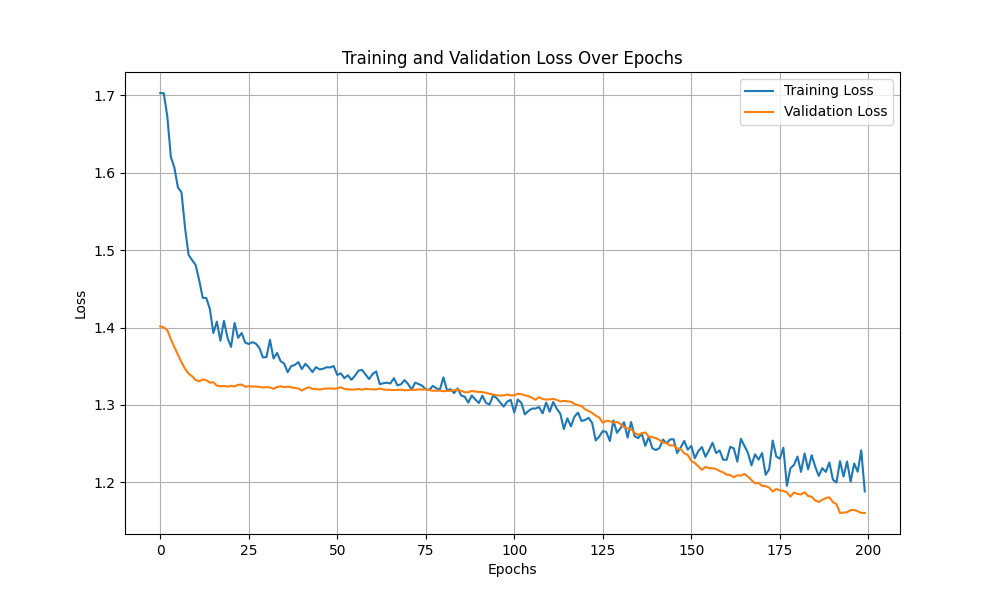 Training and Validation Loss Over Epochs
Training Loss
Validation Loss
1.7
1.6
1.5
1.4
1.3
1.2
Loss
0 25 50 75 100 125 150 175 200
Epochs